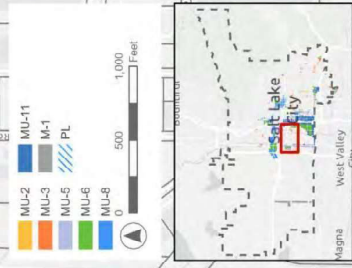 MU-2
MU-3
MU-5
MU-6
MU-8
MU-11
M-1
PL
0
500
1,000
Feet
Salt Lake
City
West Valley
City
Magna